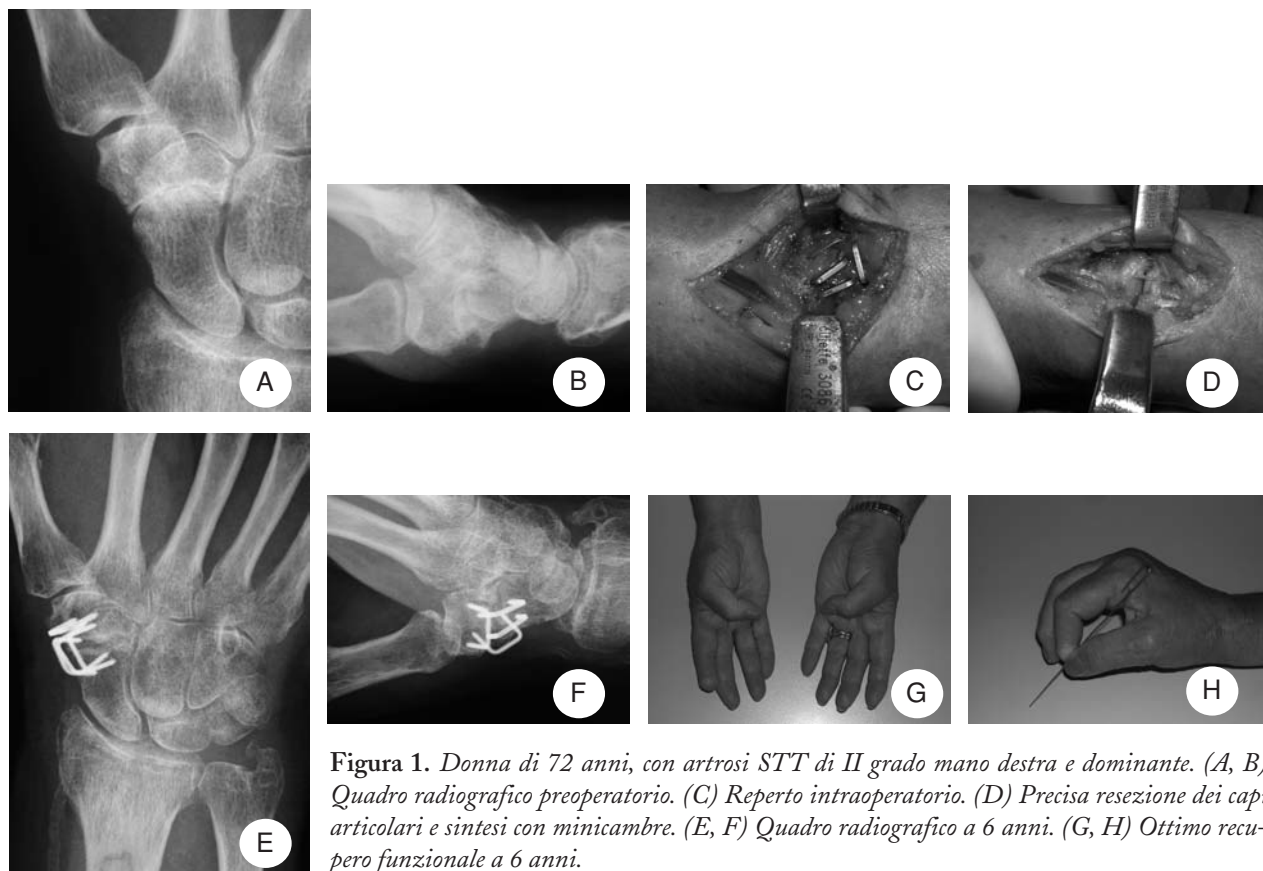 A
B
C
D
E
F
G
H
3086
Figura 1. Donna di 72 anni, con artrosi STT di II grado mano destra e dominante. (A, B)
Quadro radiografico preoperatorio. (C) Reperto intraoperatorio. (D) Precisa resezione dei capi
articolari e sintesi con minicambre. (E, F) Quadro radiografico a 6 anni. (G, H) Ottimo recu-
pero funzionale a 6 anni.